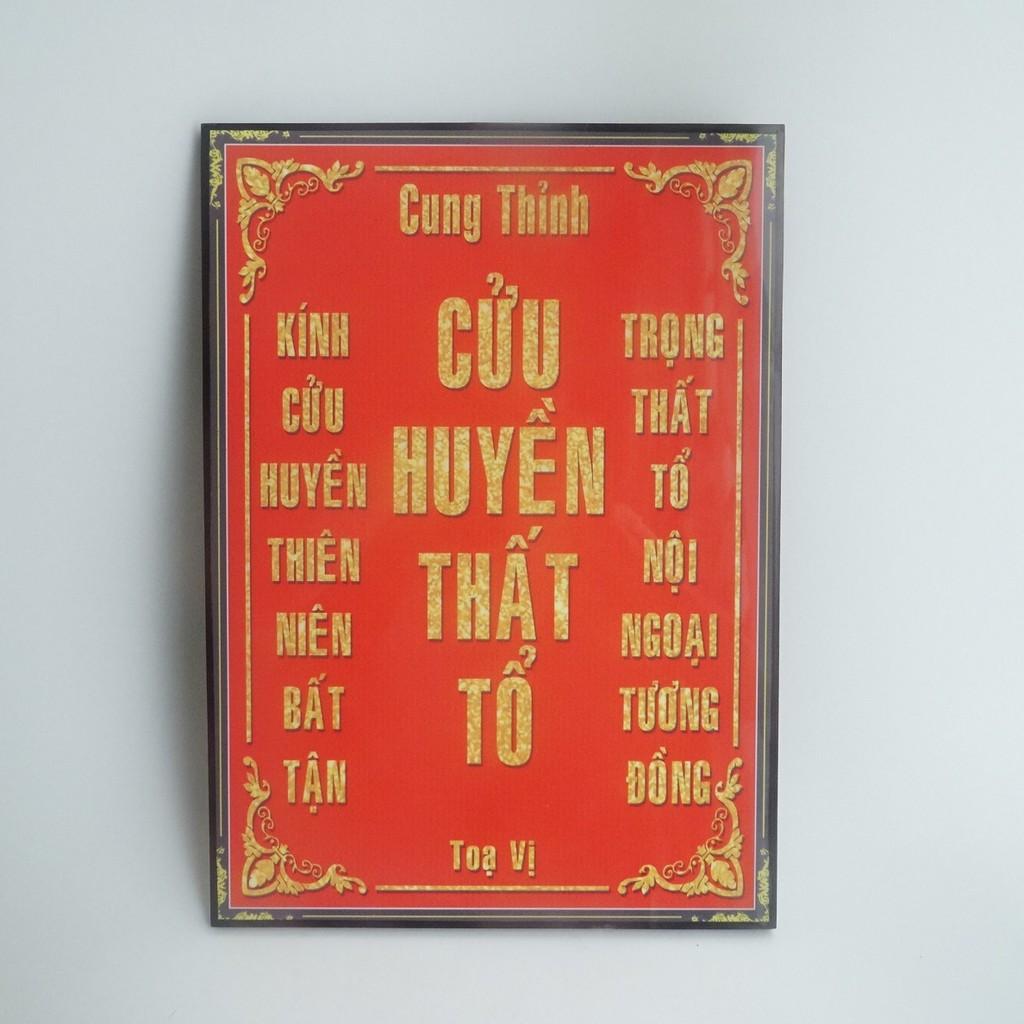 Cung Thỉnh
KÍNH
CỬU
HUYỀN
THIÊN
NIÊN
BẤT
TẬN
CỬU
HUYỀN
THẤT
TỔ
TRỌNG
THẤT
TỔ
NỘI
NGOẠI
TƯƠNG
ĐỒNG
Toạ Vị